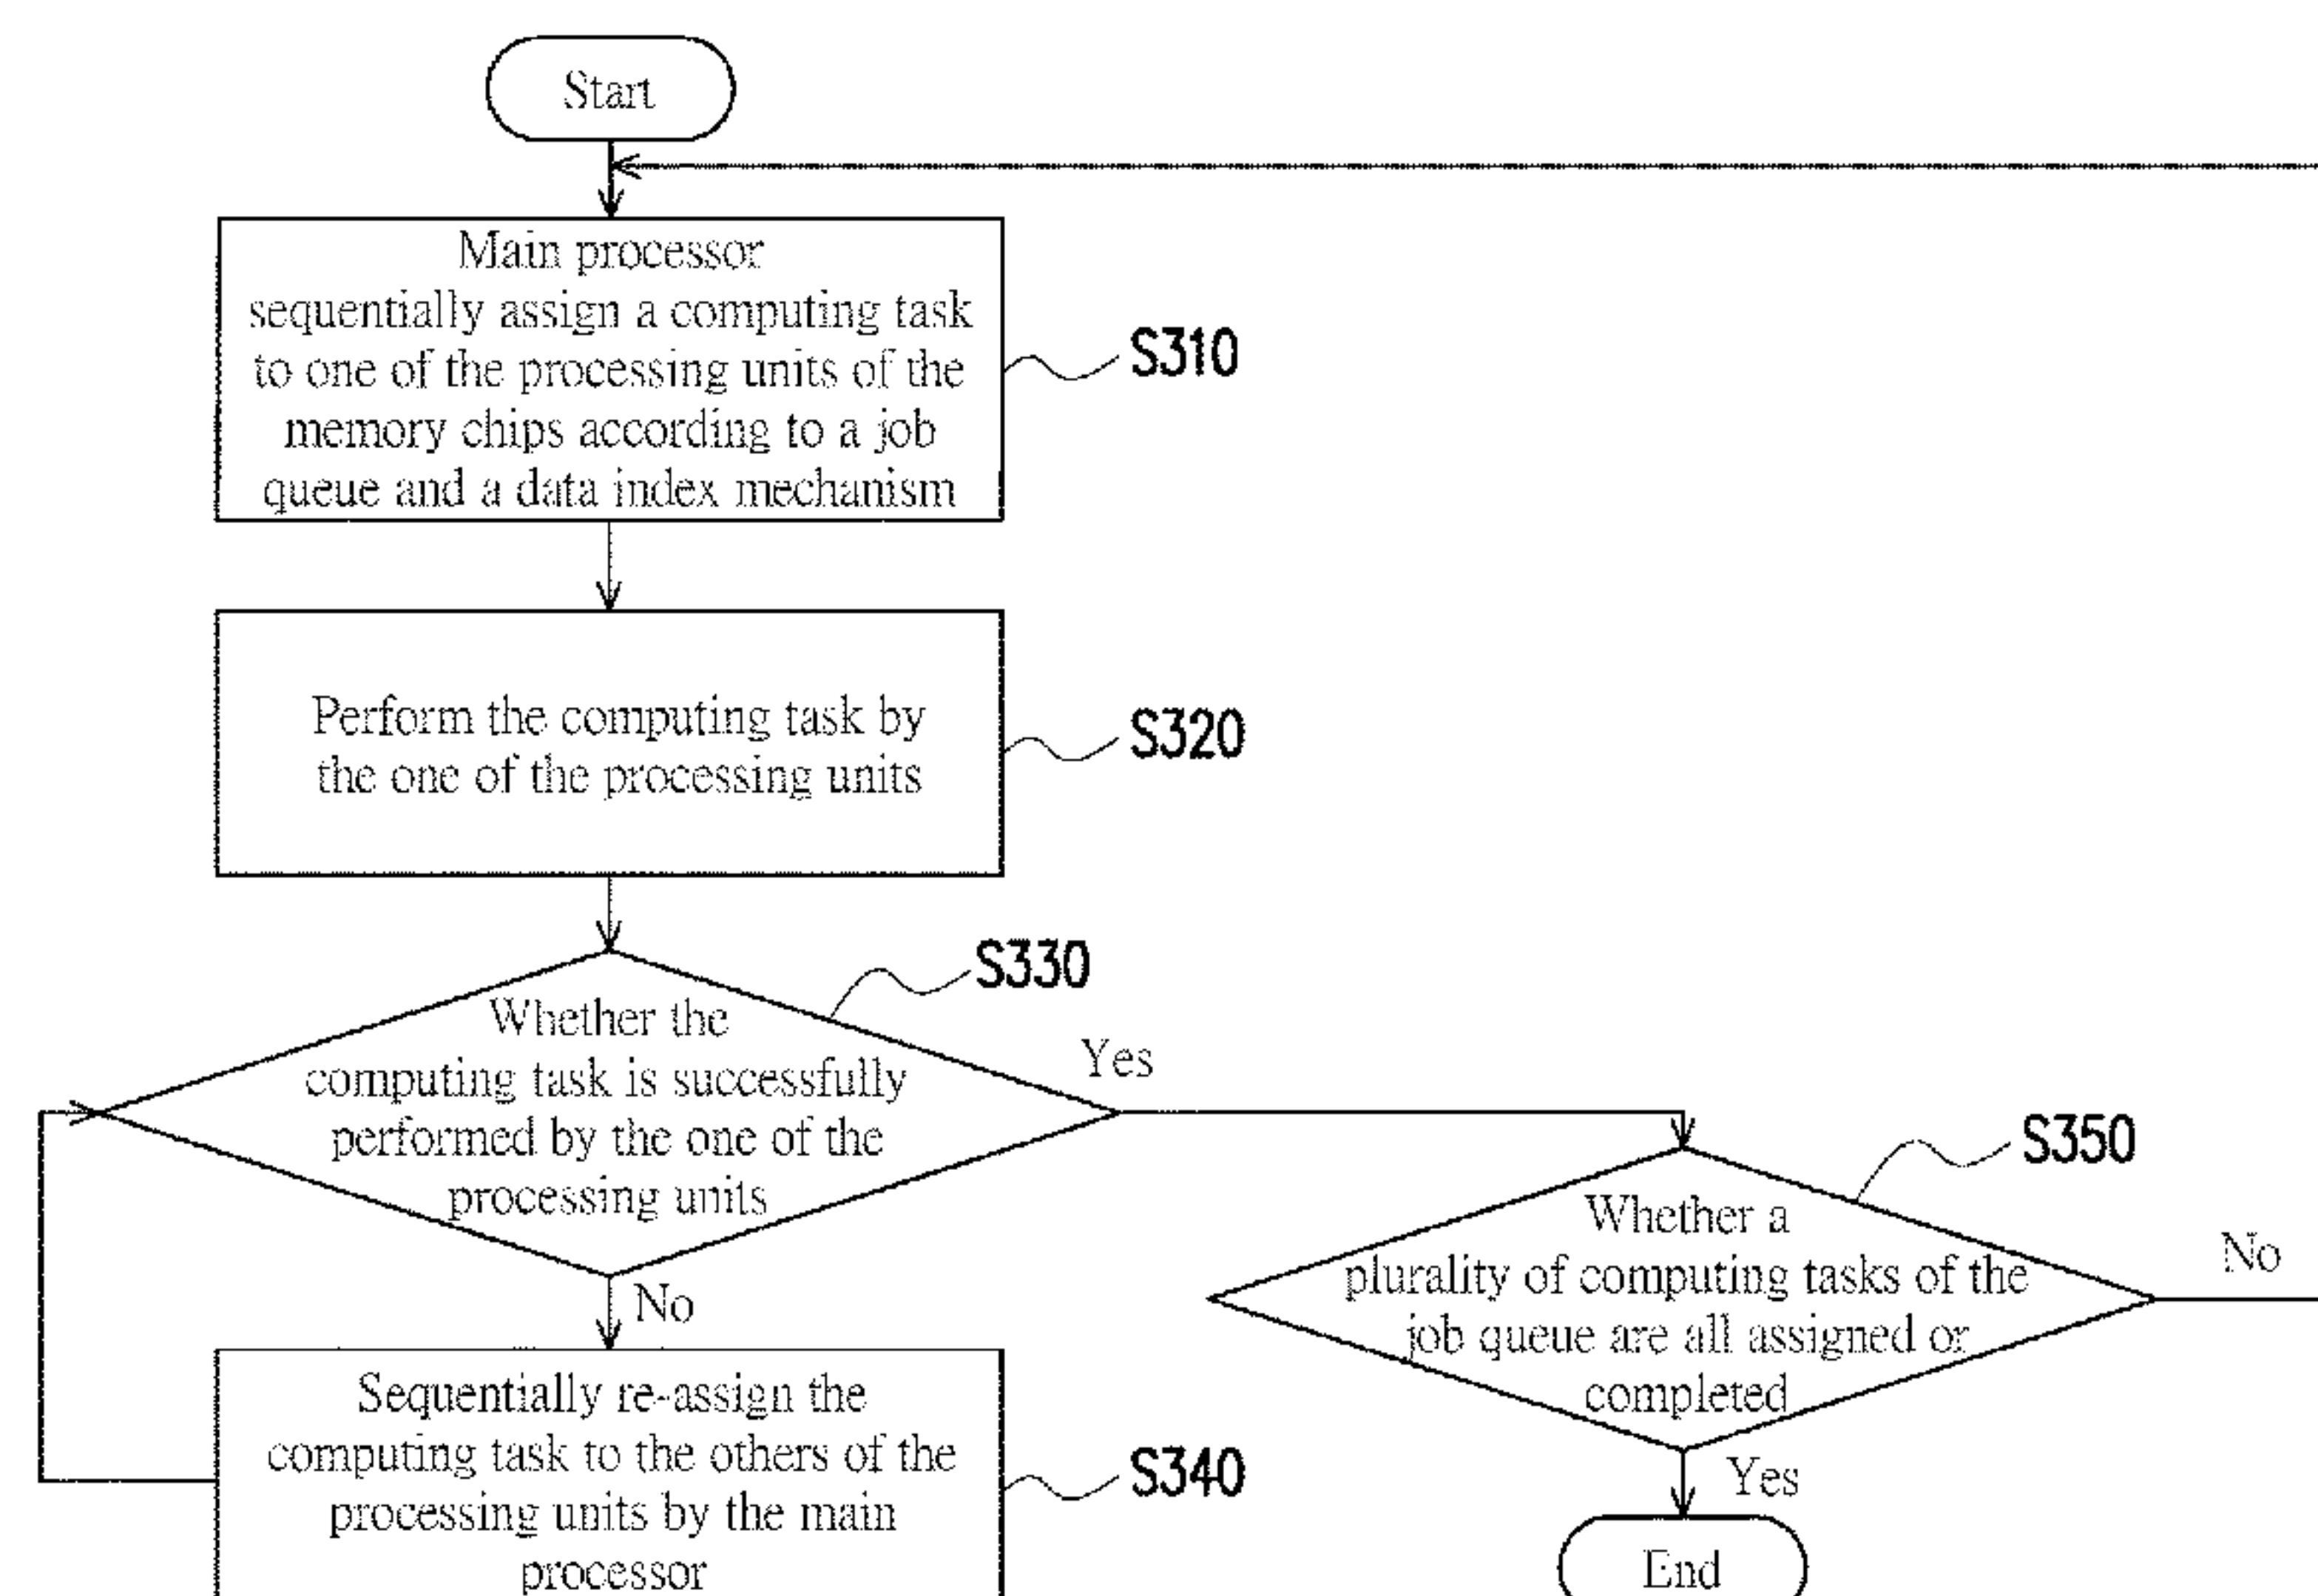 Start
Main processor
sequentially assign a computing task
to one of the processing units of the
memory chips according to a job
queue and a data index mechanism
S310
Perform the computing task by
the one of the processing units
S320
S330
Whether the
computing task is successfully
performed by the one of the
processing units
Yes
No
Sequentially re-assign the
computing task to the others of the
processing units by the main
processor
S340
S350
Whether a
plurality of computing tasks of the
job queue are all assigned or
completed
No
Yes
End